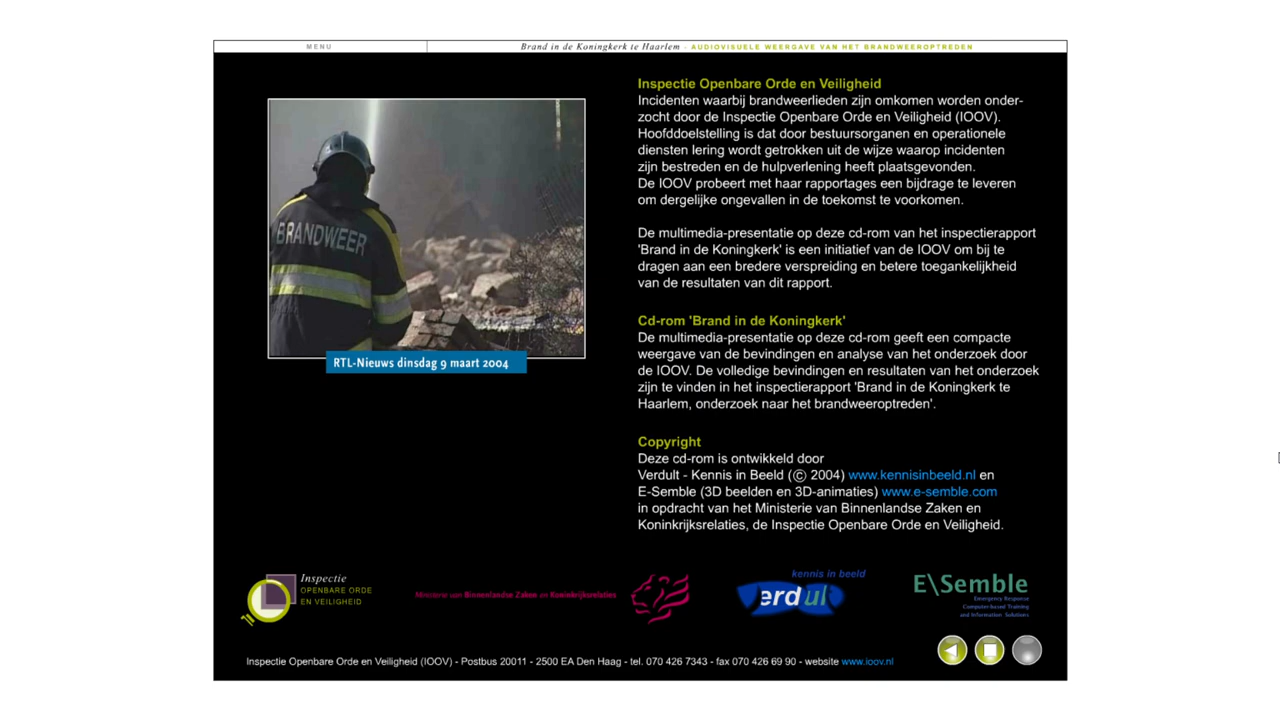 MENU
Brand in de Koningkerk te Haarlem - AUDIOVISUELE WEERGAVE VAN HET BRANDWEEROPTREDEN
BRANDWEER
RTL-Nieuws dinsdag 9 maart 2004
Inspectie Openbare Orde en Veiligheid
Incidenten waarbij brandweerlieden zijn omkomen worden onder-
zocht door de Inspectie Openbare Orde en Veiligheid (IOOV).
Hoofddoelstelling is dat door bestuursorganen en operationele
diensten lering wordt getrokken uit de wijze waarop incidenten
zijn bestreden en de hulpverlening heeft plaatsgevonden.
De IOOV probeert met haar rapportages een bijdrage te leveren
om dergelijke ongevallen in de toekomst te voorkomen.
De multimedia-presentatie op deze cd-rom van het inspectierapport
'Brand in de Koningkerk' is een initiatief van de IOOV om bij te
dragen aan een bredere verspreiding en betere toegankelijkheid
van de resultaten van dit rapport.
Cd-rom 'Brand in de Koningkerk'
De multimedia-presentatie op deze cd-rom geeft een compacte
weergave van de bevindingen en analyse van het onderzoek door
de IOOV. De volledige bevindingen en resultaten van het onderzoek
zijn te vinden in het inspectierapport 'Brand in de Koningkerk te
Haarlem, onderzoek naar het brandweeroptreden'.
Copyright
Deze cd-rom is ontwikkeld door
Verdult - Kennis in Beeld (© 2004) www.kennisinbeeld.nl en
E-Semble (3D beelden en 3D-animaties) www.e-semble.com
in opdracht van het Ministerie van Binnenlandse Zaken en
Koninkrijksrelaties, de Inspectie Openbare Orde en Veiligheid.
Inspectie
OPENBARE ORDE
EN VEILIGHEID
Ministerie van Binnenlandse Zaken en Koninkrijksrelaties
kennis in beeld
verdult
E\Semble
Emergency Response
Computer-based Training
and Information Solutions
Inspectie Openbare Orde en Veiligheid (IOOV) - Postbus 20011 - 2500 EA Den Haag - tel. 070 426 7343 - fax 070 426 69 90 - website www.ioov.nl